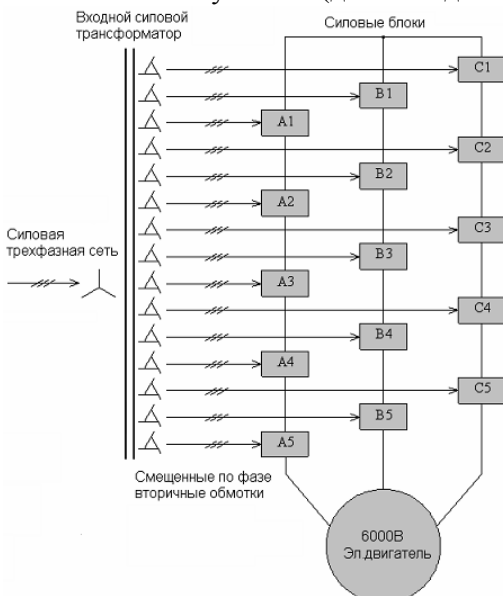 Входной силовой
трансформатор
Силовые блоки
C1
B1
A1
C2
B2
A2
C3
Силовая
трехфазная сеть
B3
A3
C4
B4
A4
C5
B5
A5
Смещенные по фазе
вторичные обмотки
6000В
Эл.двигатель